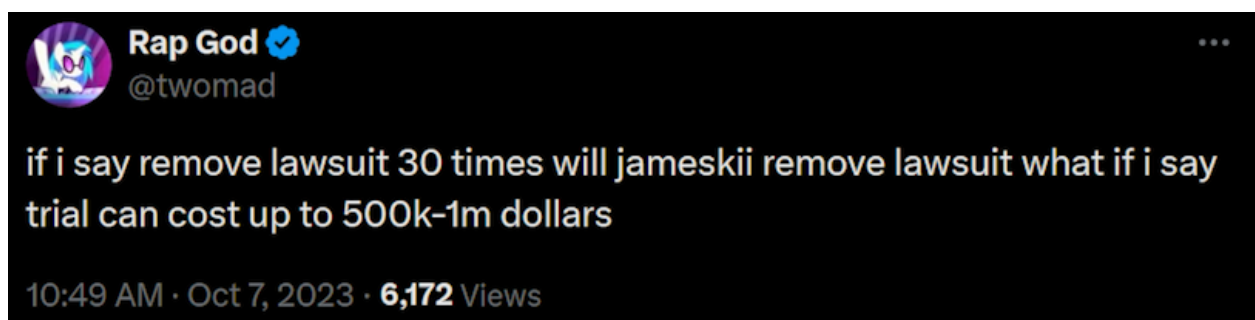 Rap God
@twomad
if i say remove lawsuit 30 times will jameskii remove lawsuit what if i say
trial can cost up to 500k-1m dollars
10:49 AM · Oct 7, 2023 · 6,172 Views